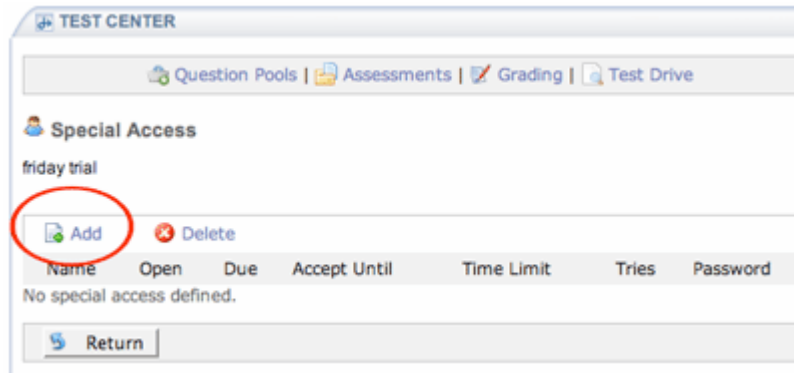 TEST CENTER
Question Pools | Assessments | Grading | Test Drive
Special Access
friday trial
Add Delete
Name Open Due Accept Until Time Limit Tries Password
No special access defined.
Return